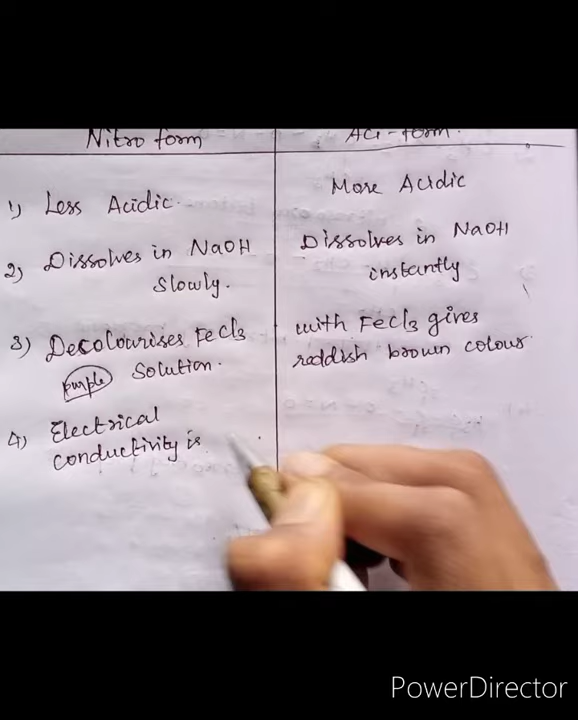 Nitro form
Aci-form.
1) Less Acidic.
More Acidic
2) Dissolves in NaOH
slowly.
Dissolves in NaOH
instantly
3) Decolourises FeCl3
purple solution.
with FeCl3 gives
reddish brown colour
4) Electrical
conductivity is
PowerDirector